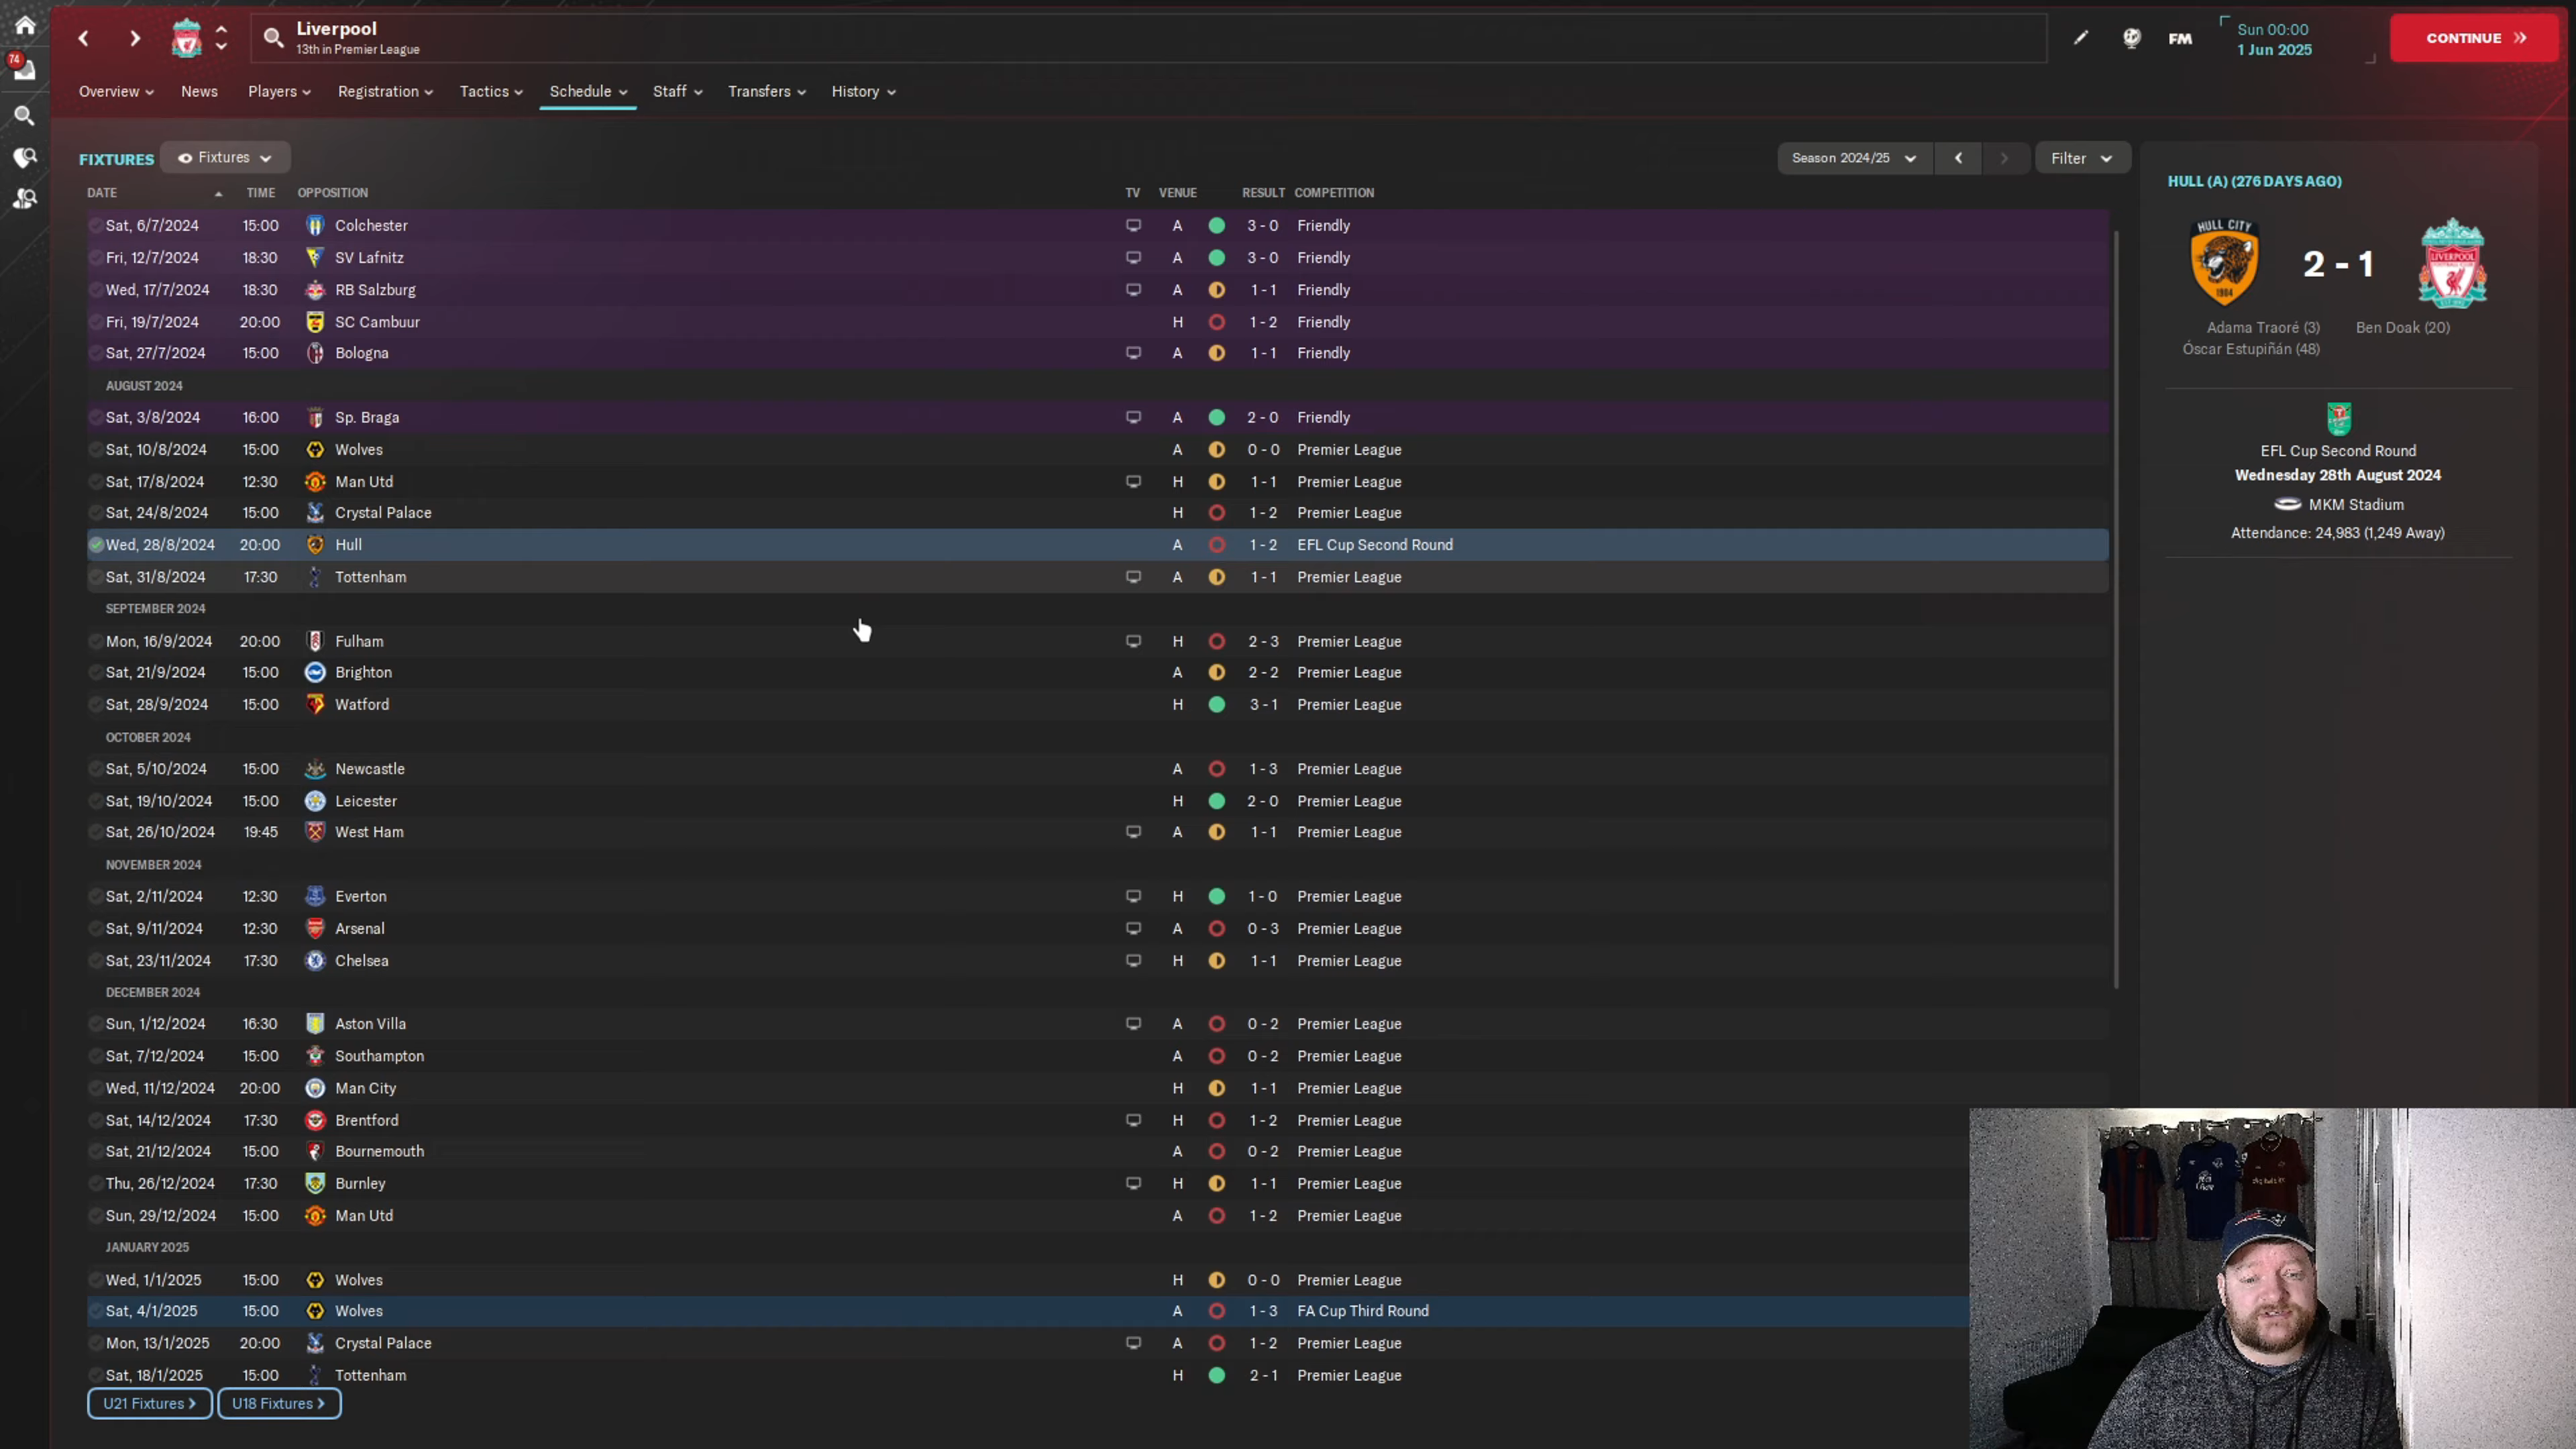 74
Liverpool
13th in Premier League
FM
Sun 00:00
1 Jun 2025
CONTINUE
Overview News Players Registration Tactics Schedule Staff Transfers History
FIXTURES Fixtures Season 2024/25 Filter
DATE TIME OPPOSITION TV VENUE RESULT COMPETITION
Sat, 6/7/2024 15:00 Colchester A 3 - 0 Friendly
Fri, 12/7/2024 18:30 SV Lafnitz A 3 - 0 Friendly
Wed, 17/7/2024 18:30 RB Salzburg A 1 - 1 Friendly
Fri, 19/7/2024 20:00 SC Cambuur H 1 - 2 Friendly
Sat, 27/7/2024 15:00 Bologna A 1 - 1 Friendly
AUGUST 2024
Sat, 3/8/2024 16:00 Sp. Braga A 2 - 0 Friendly
Sat, 10/8/2024 15:00 Wolves A 0 - 0 Premier League
Sat, 17/8/2024 12:30 Man Utd H 1 - 1 Premier League
Sat, 24/8/2024 15:00 Crystal Palace H 1 - 2 Premier League
Wed, 28/8/2024 20:00 Hull A 1 - 2 EFL Cup Second Round
Sat, 31/8/2024 17:30 Tottenham A 1 - 1 Premier League
SEPTEMBER 2024
Mon, 16/9/2024 20:00 Fulham H 2 - 3 Premier League
Sat, 21/9/2024 15:00 Brighton A 2 - 2 Premier League
Sat, 28/9/2024 15:00 Watford H 3 - 1 Premier League
OCTOBER 2024
Sat, 5/10/2024 15:00 Newcastle A 1 - 3 Premier League
Sat, 19/10/2024 15:00 Leicester H 2 - 0 Premier League
Sat, 26/10/2024 19:45 West Ham A 1 - 1 Premier League
NOVEMBER 2024
Sat, 2/11/2024 12:30 Everton H 1 - 0 Premier League
Sat, 9/11/2024 12:30 Arsenal A 0 - 3 Premier League
Sat, 23/11/2024 17:30 Chelsea H 1 - 1 Premier League
DECEMBER 2024
Sun, 1/12/2024 16:30 Aston Villa A 0 - 2 Premier League
Sat, 7/12/2024 15:00 Southampton A 0 - 2 Premier League
Wed, 11/12/2024 20:00 Man City H 1 - 1 Premier League
Sat, 14/12/2024 17:30 Brentford H 1 - 2 Premier League
Sat, 21/12/2024 15:00 Bournemouth A 0 - 2 Premier League
Thu, 26/12/2024 17:30 Burnley H 1 - 1 Premier League
Sun, 29/12/2024 15:00 Man Utd A 1 - 2 Premier League
JANUARY 2025
Wed, 1/1/2025 15:00 Wolves H 0 - 0 Premier League
Sat, 4/1/2025 15:00 Wolves A 1 - 3 FA Cup Third Round
Mon, 13/1/2025 20:00 Crystal Palace A 1 - 2 Premier League
Sat, 18/1/2025 15:00 Tottenham H 2 - 1 Premier League
U21 Fixtures U18 Fixtures
HULL (A) (276 DAYS AGO)
HULL CITY
1904
2 - 1
LIVERPOOL
Adama Traoré (3) Ben Doak (20)
Óscar Estupiñán (48)
EFL Cup Second Round
Wednesday 28th August 2024
MKM Stadium
Attendance: 24,983 (1,249 Away)